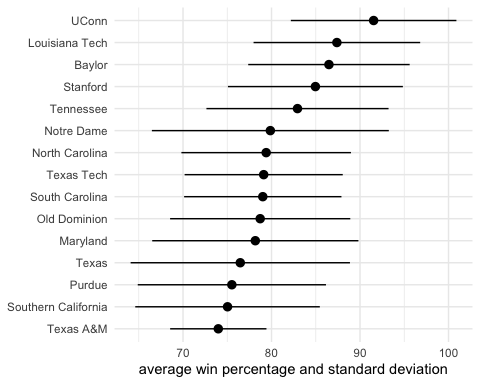 UConn
Louisiana Tech
Baylor
Stanford
Tennessee
Notre Dame
North Carolina
Texas Tech
South Carolina
Old Dominion
Maryland
Texas
Purdue
Southern California
Texas A&M
70 80 90 100
average win percentage and standard deviation